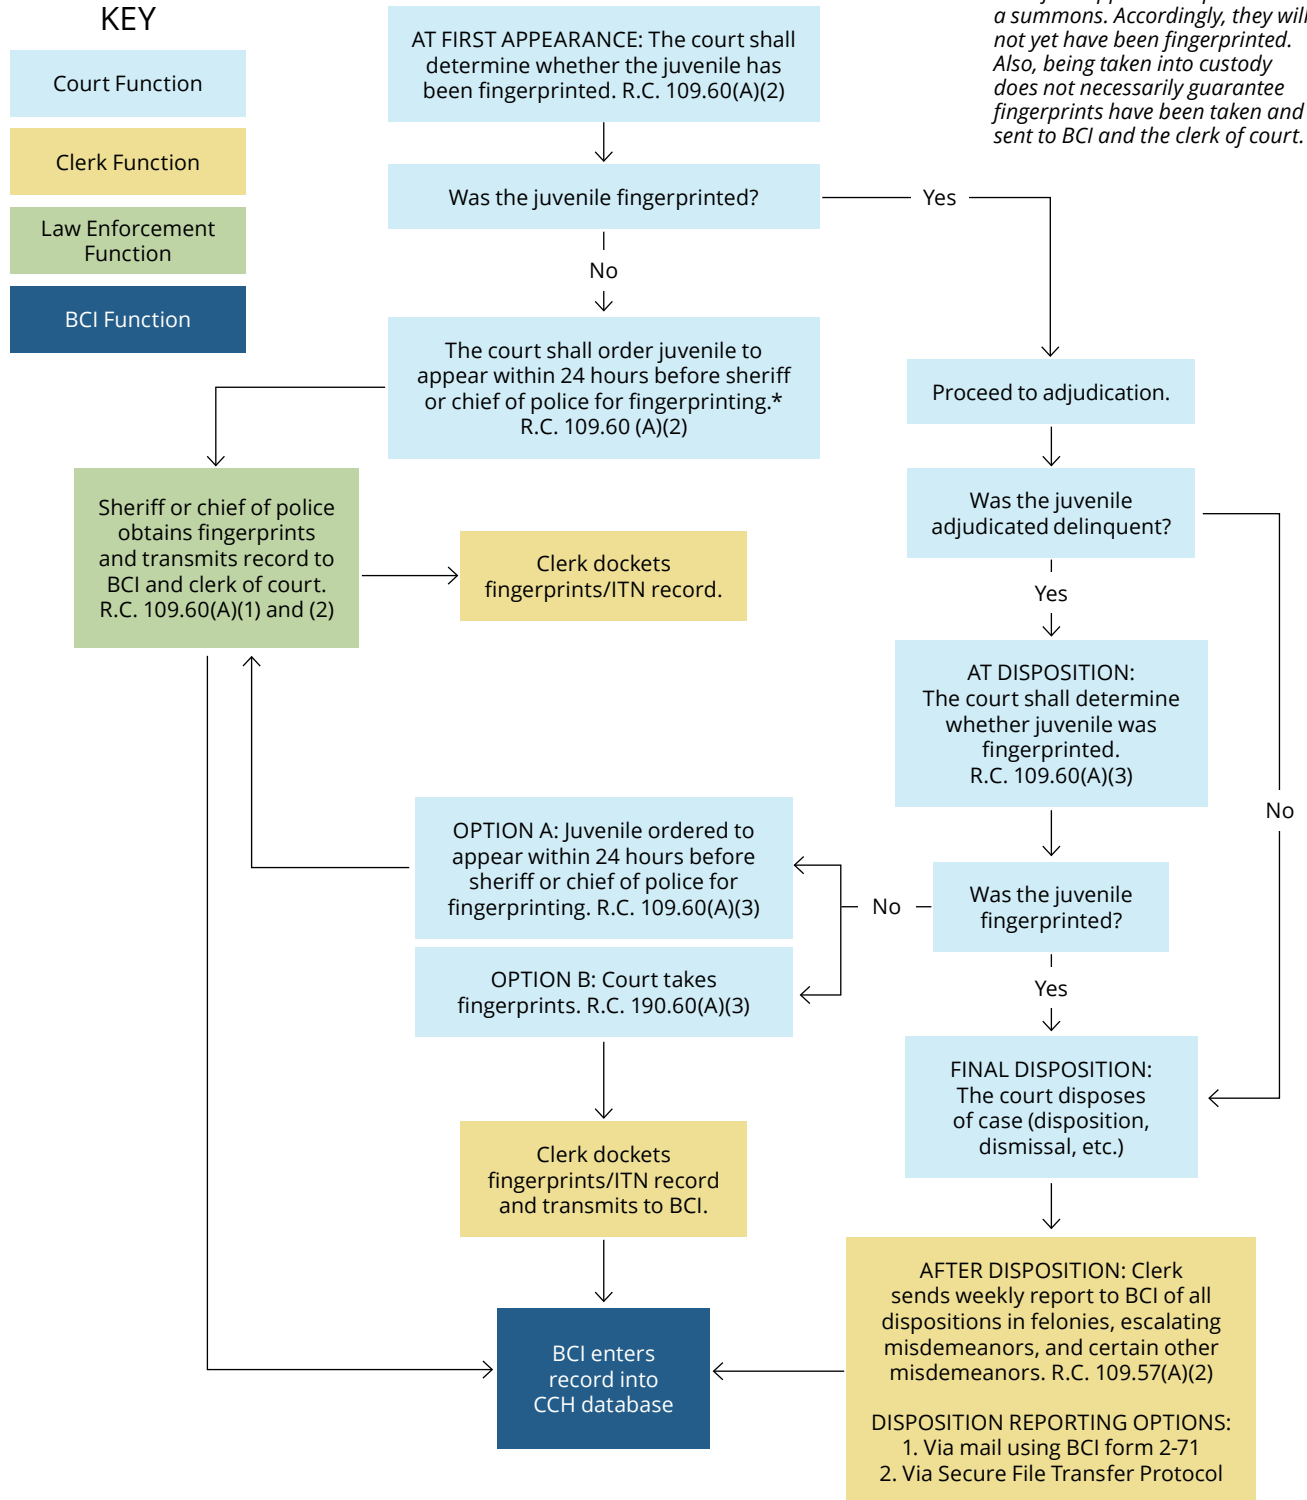 KEY
Court Function
Clerk Function
Law Enforcement
Function
BCI Function
a summons. Accordingly, they will
not yet have been fingerprinted.
Also, being taken into custody
does not necessarily guarantee
fingerprints have been taken and
sent to BCI and the clerk of court.
AT FIRST APPEARANCE: The court shall
determine whether the juvenile has
been fingerprinted. R.C. 109.60(A)(2)
Was the juvenile fingerprinted?
Yes
No
The court shall order juvenile to
appear within 24 hours before sheriff
or chief of police for fingerprinting.*
R.C. 109.60 (A)(2)
Proceed to adjudication.
Sheriff or chief of police
obtains fingerprints
and transmits record to
BCI and clerk of court.
R.C. 109.60(A)(1) and (2)
Clerk dockets
fingerprints/ITN record.
Was the juvenile
adjudicated delinquent?
Yes
No
AT DISPOSITION:
The court shall determine
whether juvenile was
fingerprinted.
R.C. 109.60(A)(3)
Was the juvenile
fingerprinted?
No
Yes
OPTION A: Juvenile ordered to
appear within 24 hours before
sheriff or chief of police for
fingerprinting. R.C. 109.60(A)(3)
OPTION B: Court takes
fingerprints. R.C. 190.60(A)(3)
Clerk dockets
fingerprints/ITN record
and transmits to BCI.
FINAL DISPOSITION:
The court disposes
of case (disposition,
dismissal, etc.)
AFTER DISPOSITION: Clerk
sends weekly report to BCI of all
dispositions in felonies, escalating
misdemeanors, and certain other
misdemeanors. R.C. 109.57(A)(2)
DISPOSITION REPORTING OPTIONS:
1. Via mail using BCI form 2-71
2. Via Secure File Transfer Protocol
BCI enters
record into
CCH database